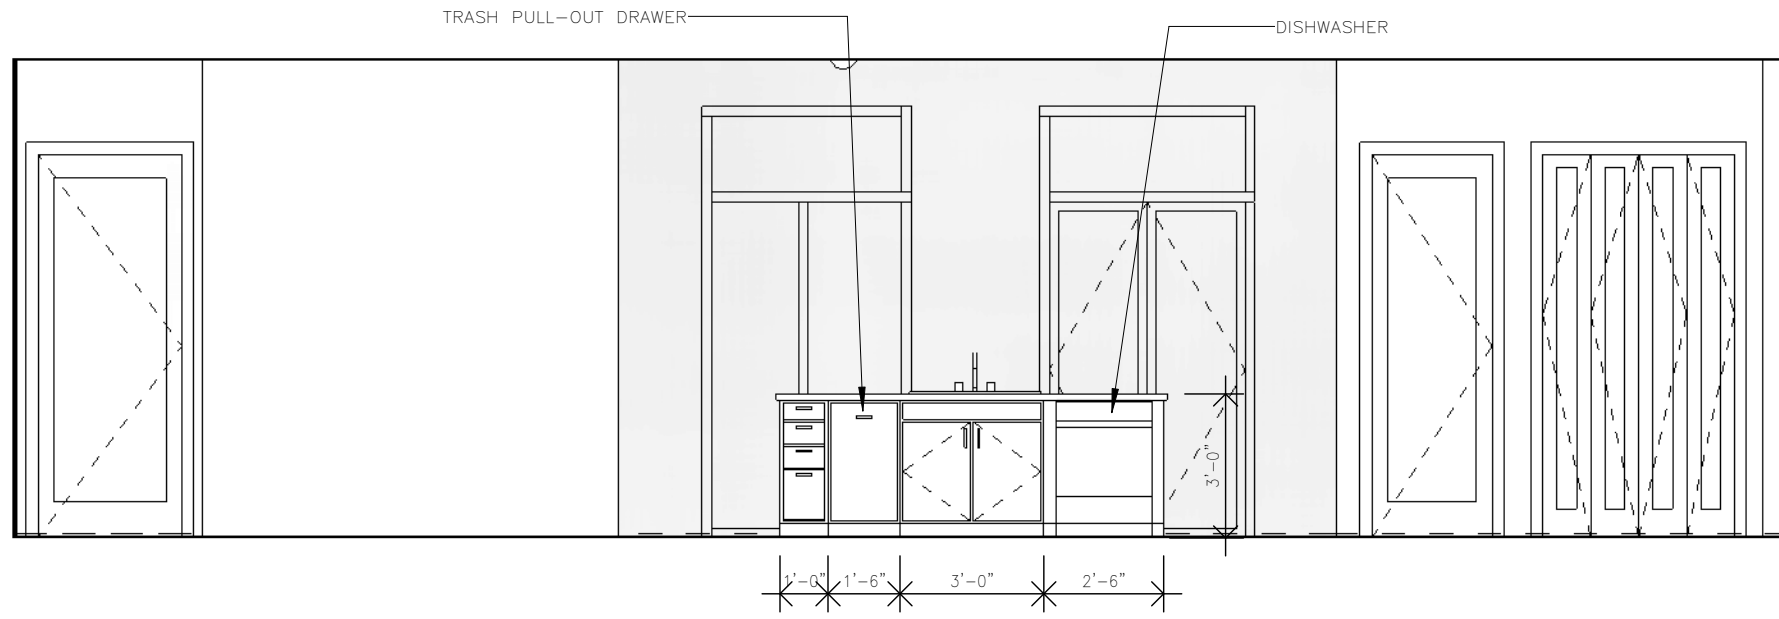 TRASH PULL-OUT DRAWER
DISHWASHER
3'-0"
1'-0"
1'-6"
3'-0"
2'-6"